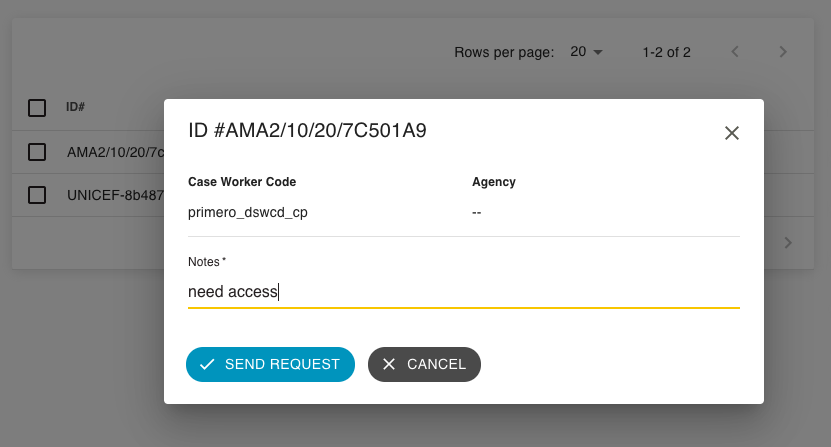 Rows per page: 20 1-2 of 2
ID#
ID #AMA2/10/20/7C501A9
AMA2/10/20/7c
UNICEF-8b487
Case Worker Code Agency
primero_dswcd_cp --
Notes *
need access
SEND REQUEST CANCEL